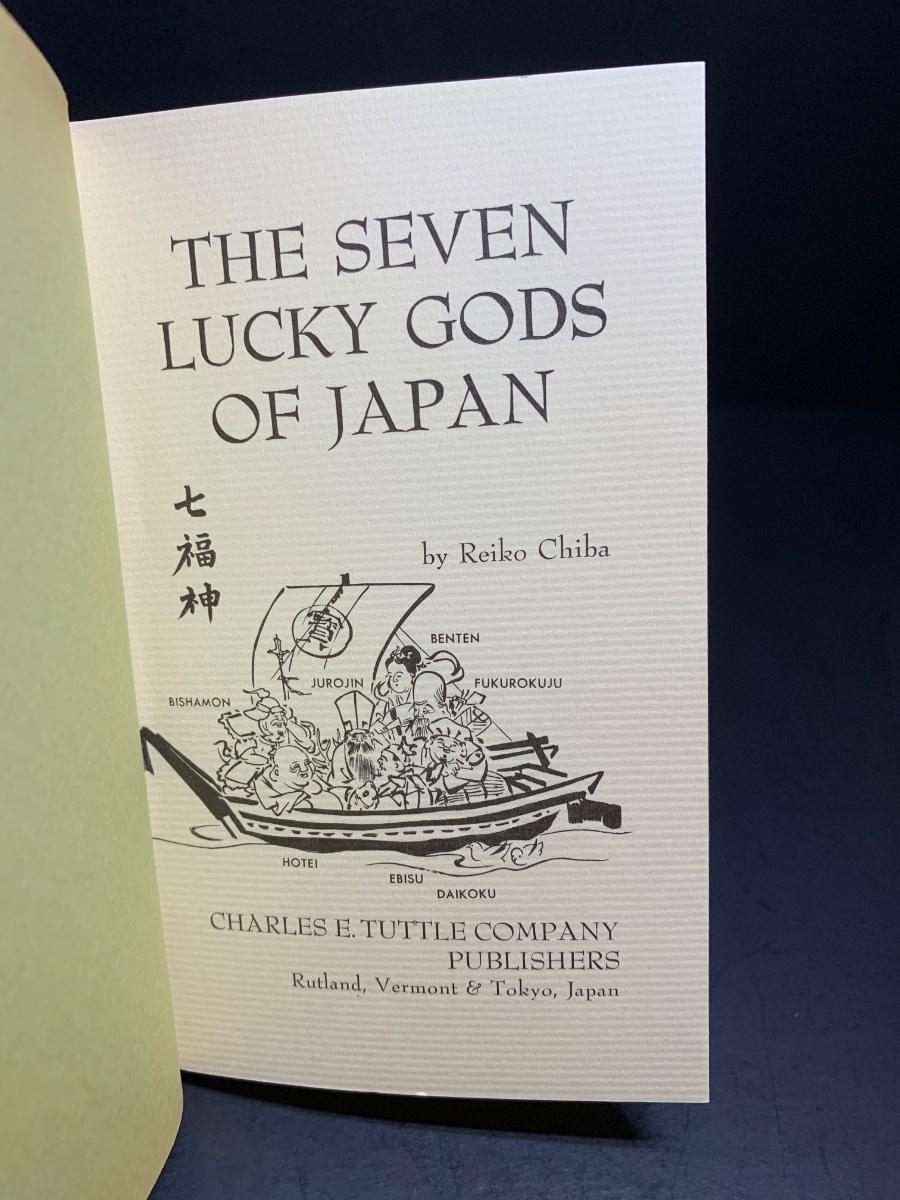 THE SEVEN
LUCKY GODS
OF JAPAN
七
福
神
by Reiko Chiba
寳
BENTEN
JUROJIN
FUKUROKUJU
BISHAMON
HOTEI
EBISU
DAIKOKU
CHARLES E. TUTTLE COMPANY
PUBLISHERS
Rutland, Vermont & Tokyo, Japan